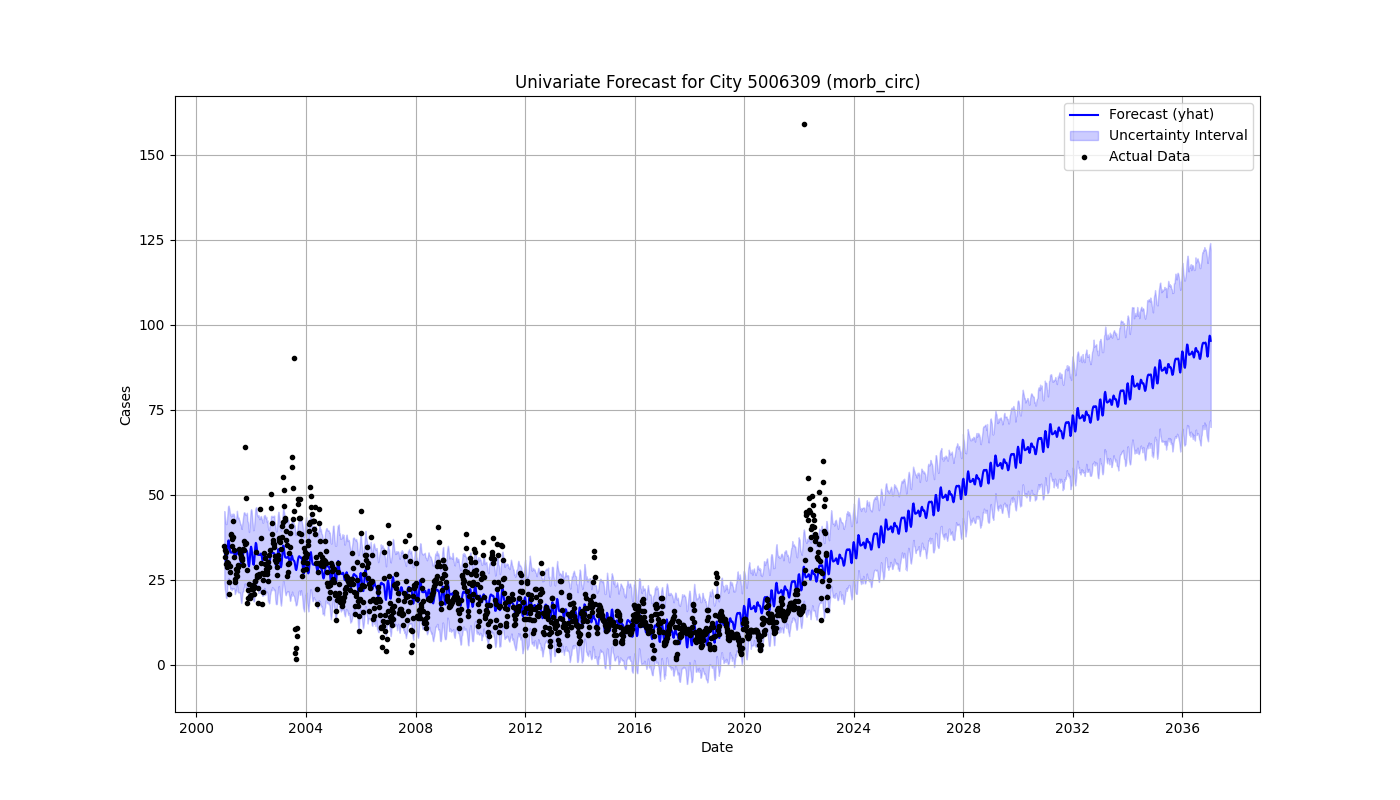 Univariate Forecast for City 5006309 (morb_circ)
Forecast (yhat)
Uncertainty Interval
Actual Data
Cases
150
125
100
75
50
25
0
2000 2004 2008 2012 2016 2020 2024 2028 2032 2036
Date